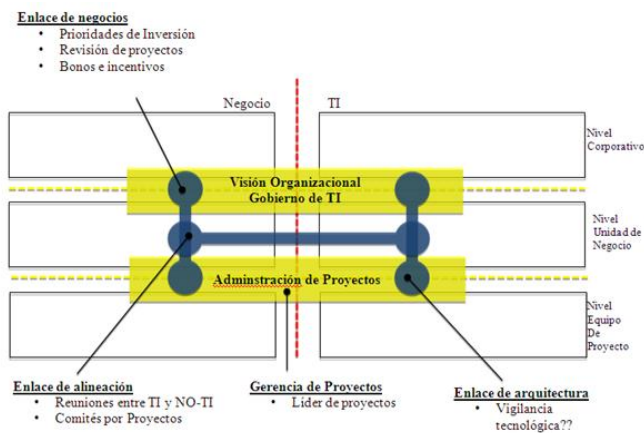 Enlace de negocios
• Prioridades de Inversión
• Revisión de proyectos
• Bonos e incentivos
Negocio
TI
Nivel
Corporativo
Visión Organizacional
Gobierno de TI
Nivel
Unidad de
Negocio
Adminstración de Proyectos
Nivel
Equipo
De
Proyecto
Enlace de alineación
• Reuniones entre TI y NO-TI
• Comités por Proyectos
Gerencia de Proyectos
• Lider de proyectos
Enlace de arquitectura
• Vigilancia
tecnológica??